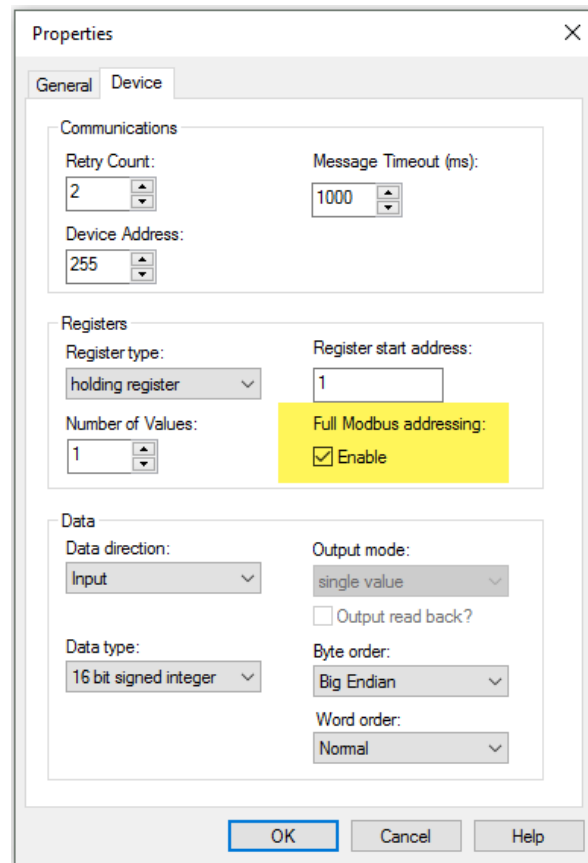 Properties
General Device
Communications
Retry Count: Message Timeout (ms):
2 1000
Device Address:
255
Registers
Register type: Register start address:
holding register 1
Number of Values: Full Modbus addressing:
1 Enable
Data
Data direction: Output mode:
Input single value
Output read back?
Data type: Byte order:
16 bit signed integer Big Endian
Word order:
Normal
OK Cancel Help